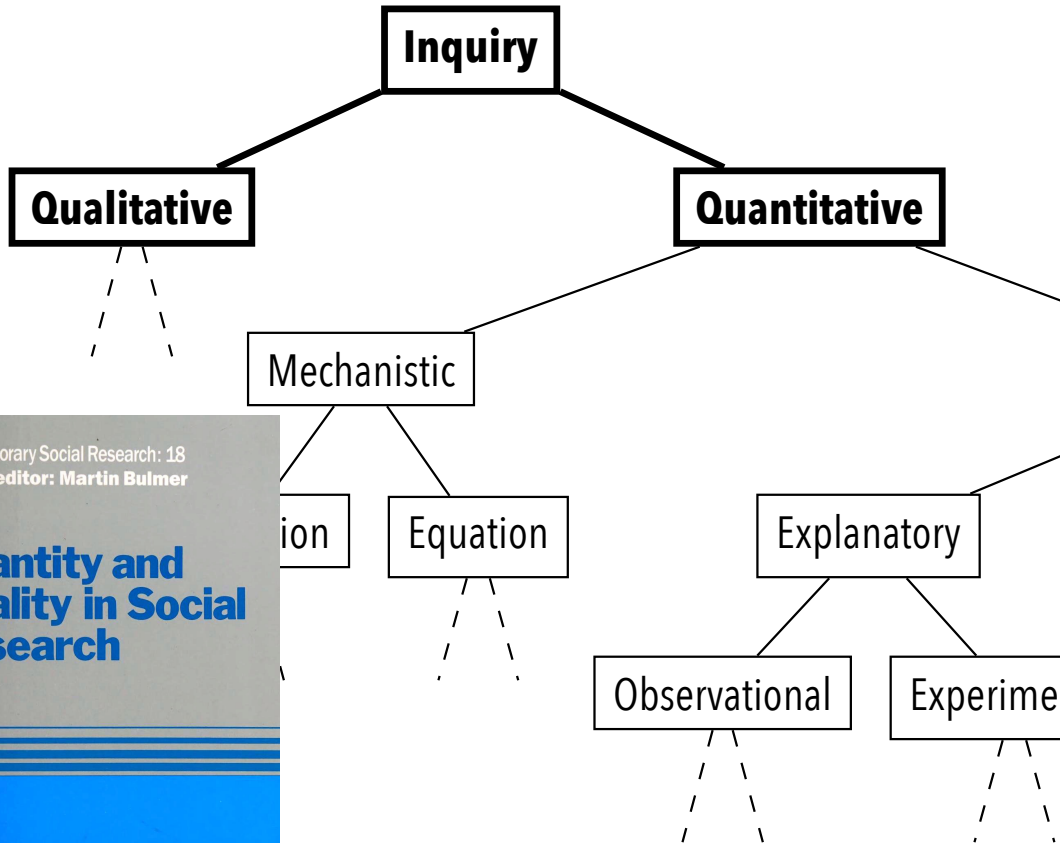 Inquiry
Qualitative
Quantitative
Mechanistic
orary Social Research: 18
editor: Martin Bulmer
antity and
ality in Social
search
ion
Equation
Explanatory
Observational
Experime